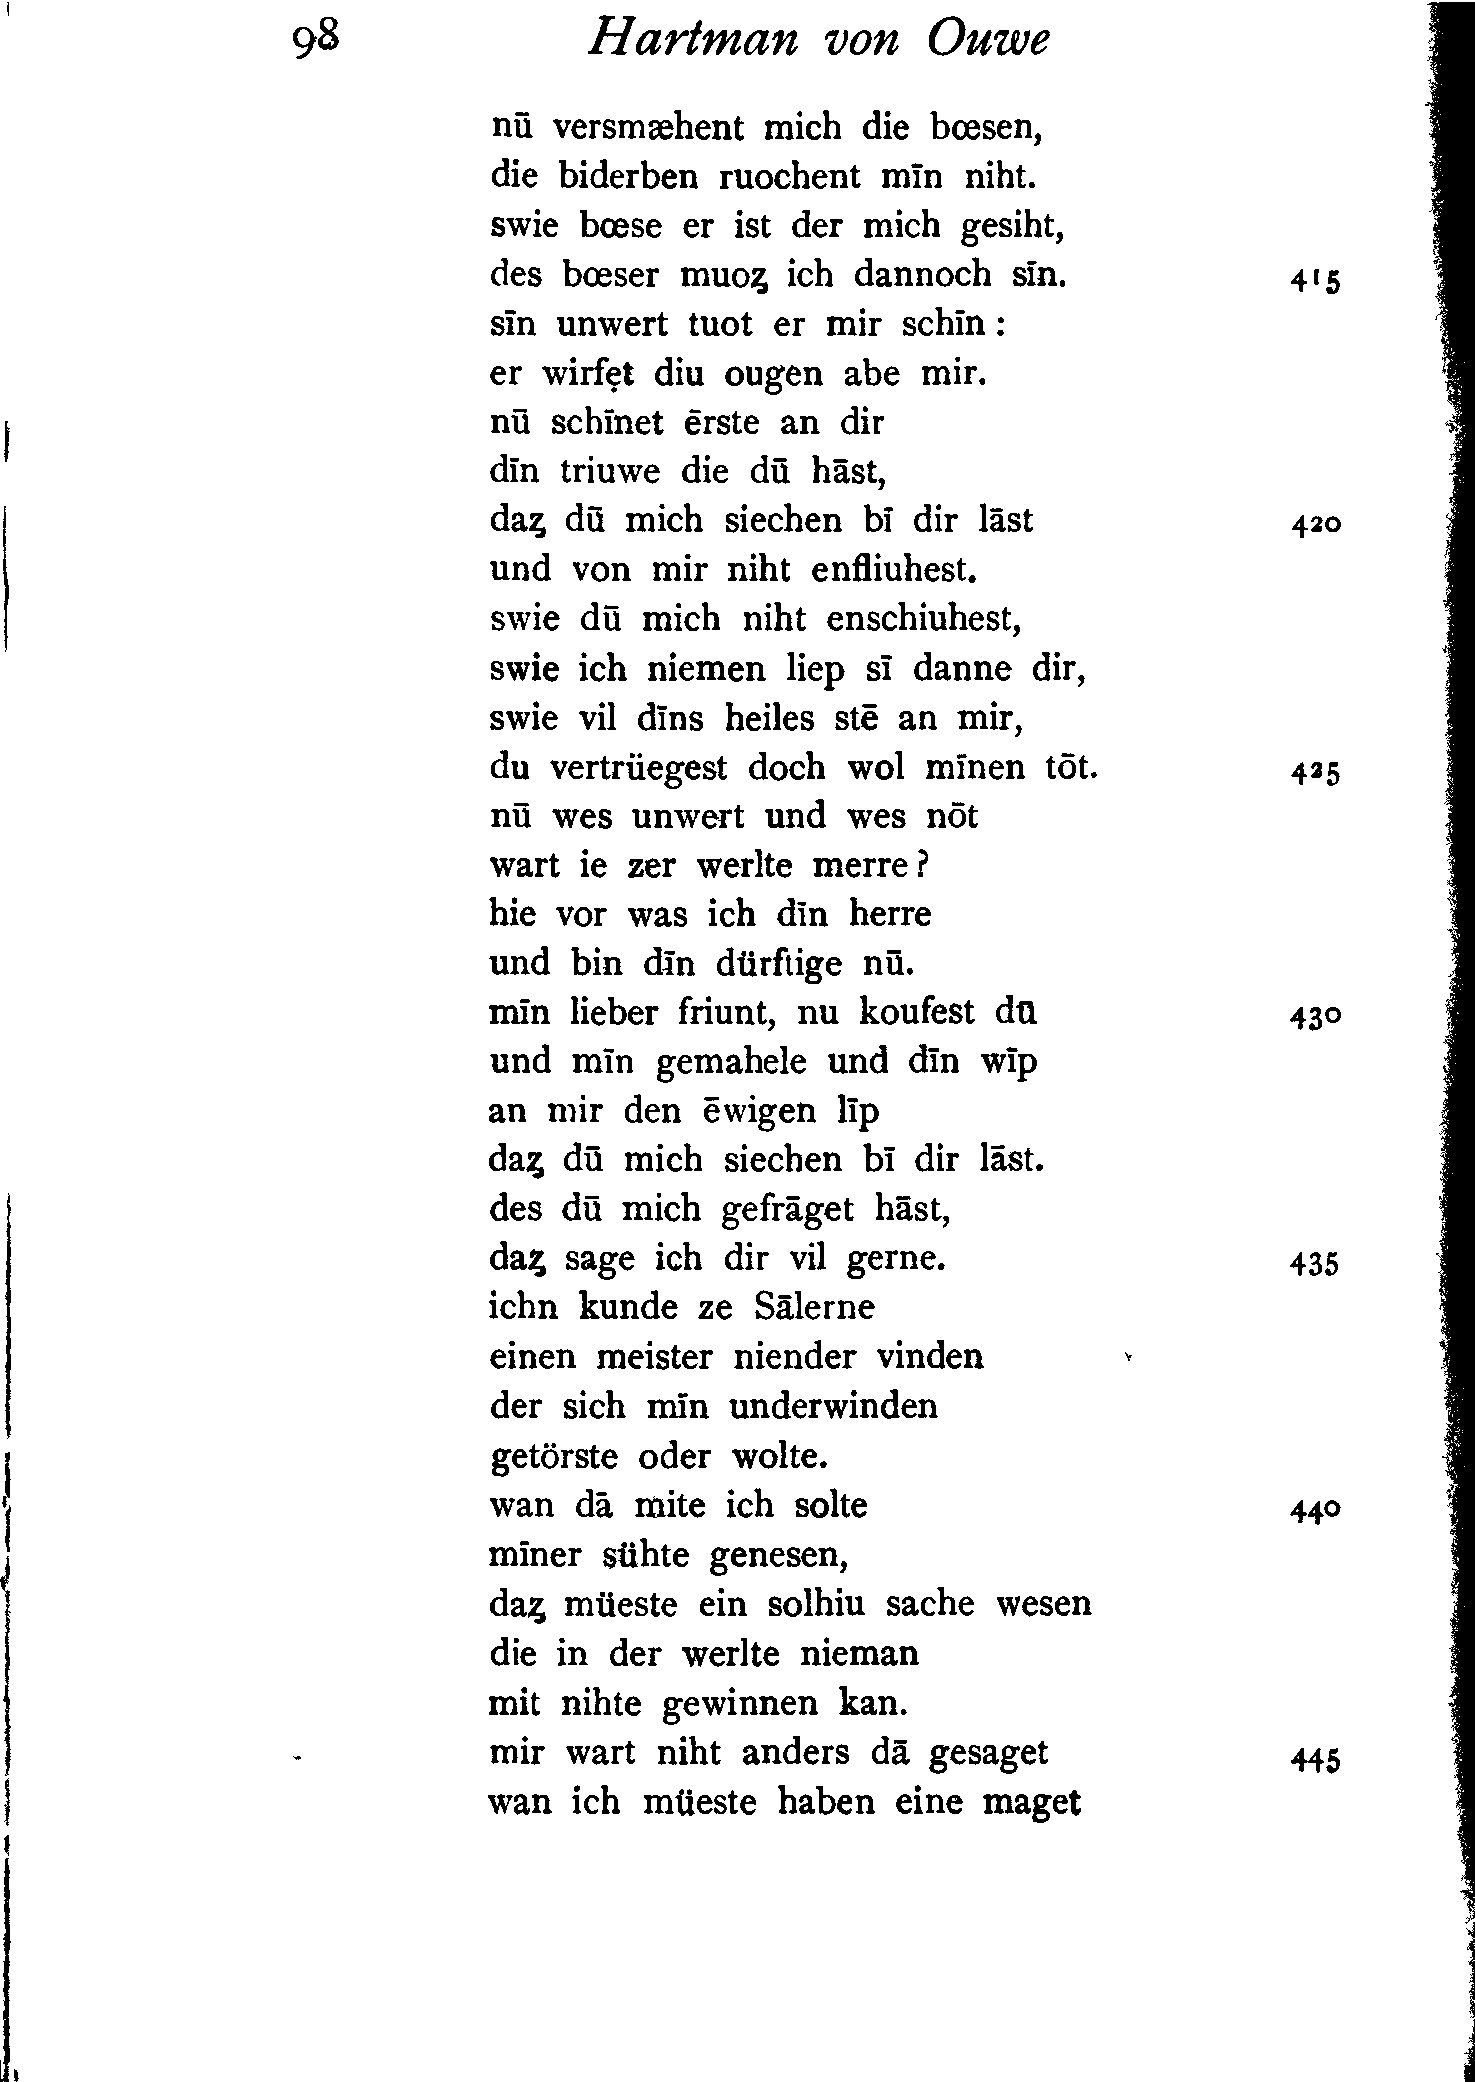 98 Hartman von Ouwe
nū versmæhent mich die bœsen,
die biderben ruochent mīn niht.
swie bœse er ist der mich gesiht,
des bœser muoȥ ich dannoch sīn. 415
sīn unwert tuot er mir schīn :
er wirfẹt diu ougen abe mir.
nū schīnet ērste an dir
dīn triuwe die dū hāst,
daȥ dū mich siechen bī dir lāst 420
und von mir niht enfliuhest.
swie dū mich niht enschiuhest,
swie ich niemen liep sī danne dir,
swie vil dīns heiles stē an mir,
du vertrüegest doch wol mīnen tōt. 425
nū wes unwert und wes nōt
wart ie zer werlte merre ?
hie vor was ich dīn herre
und bin dīn dürftige nū.
mīn lieber friunt, nu koufest dū 430
und mīn gemahele und dīn wīp
an mir den ēwigen līp
daȥ dū mich siechen bī dir lāst.
des dū mich gefrāget hāst,
daȥ sage ich dir vil gerne. 435
ichn kunde ze Sālerne
einen meister niender vinden
der sich mīn underwinden
getörste oder wolte.
wan dā mite ich solte 440
mīner sühte genesen,
daȥ müeste ein solhiu sache wesen
die in der werlte nieman
mit nihte gewinnen kan.
mir wart niht anders dā gesaget 445
wan ich müeste haben eine maget